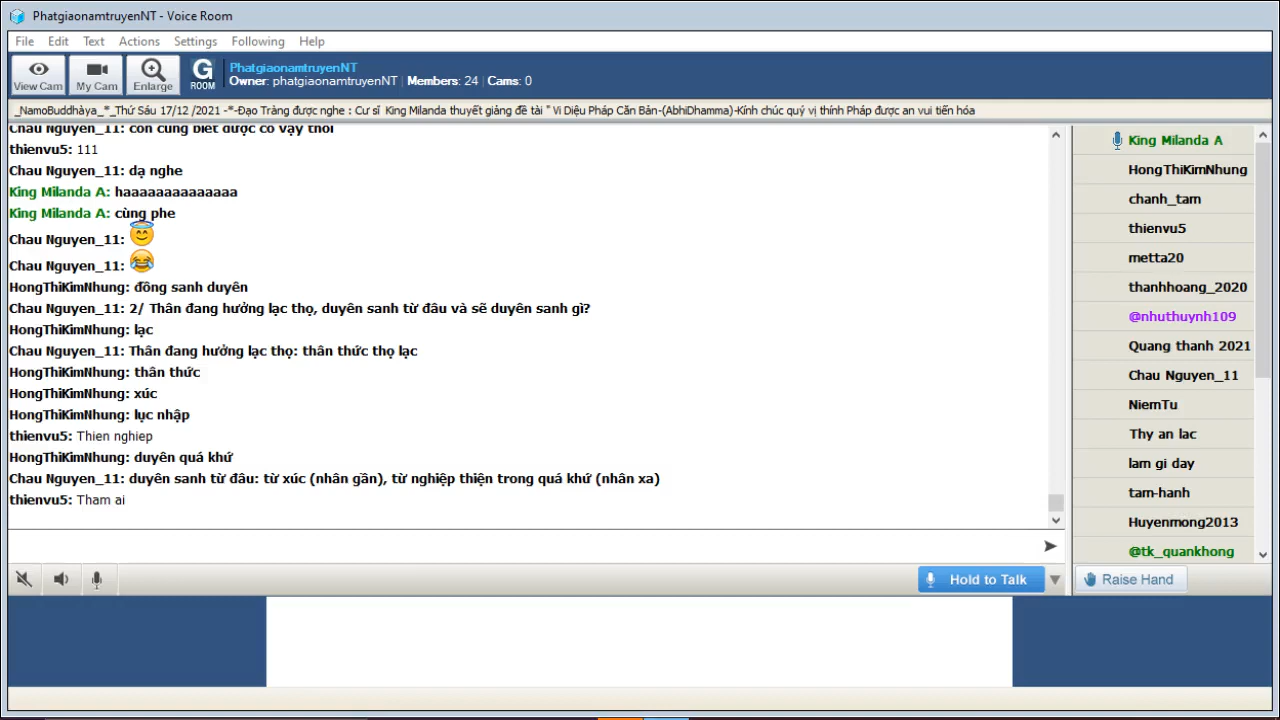 PhatgiaonamtruyenNT - Voice Room
File Edit Text Actions Settings Following Help
View Cam My Cam Enlarge G ROOM PhatgiaonamtruyenNT
Owner: phatgiaonamtruyenNT | Members: 24 | Cams: 0
_NamoBuddhàya_*_Thứ Sáu 17/12 /2021 -*-Đạo Tràng được nghe : Cư sĩ King Milanda thuyết giảng đề tài " Vi Diệu Pháp Căn Bản-(AbhiDhamma)-Kính chúc quý vị thính Pháp được an vui tiến hóa
Chau Nguyen_11: con cũng biết được có vậy thôi
thienvu5: 111
Chau Nguyen_11: dạ nghe
King Milanda A: haaaaaaaaaaaaaa
King Milanda A: cùng phe
Chau Nguyen_11:
Chau Nguyen_11:
HongThiKimNhung: đồng sanh duyên
Chau Nguyen_11: 2/ Thân đang hưởng lạc thọ, duyên sanh từ đâu và sẽ duyên sanh gì?
HongThiKimNhung: lạc
Chau Nguyen_11: Thân đang hưởng lạc thọ: thân thức thọ lạc
HongThiKimNhung: thân thức
HongThiKimNhung: xúc
HongThiKimNhung: lục nhập
thienvu5: Thien nghiep
HongThiKimNhung: duyên quá khứ
Chau Nguyen_11: duyên sanh từ đâu: từ xúc (nhân gần), từ nghiệp thiện trong quá khứ (nhân xa)
thienvu5: Tham ai
King Milanda A
HongThiKimNhung
chanh_tam
thienvu5
metta20
thanhhoang_2020
@nhuthuynh109
Quang thanh 2021
Chau Nguyen_11
NiemTu
Thy an lac
lam gi day
tam-hanh
Huyenmong2013
@tk_quankhong
Hold to Talk
Raise Hand